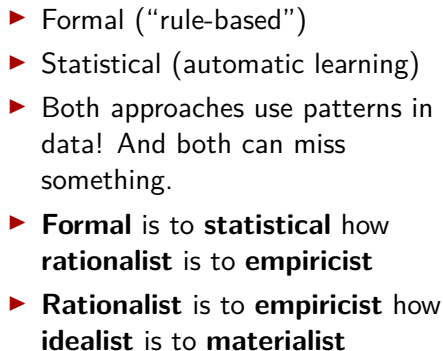 ▶ Formal (“rule-based”)
▶ Statistical (automatic learning)
▶ Both approaches use patterns in
data! And both can miss
something.
▶ Formal is to statistical how
rationalist is to empiricist
▶ Rationalist is to empiricist how
idealist is to materialist